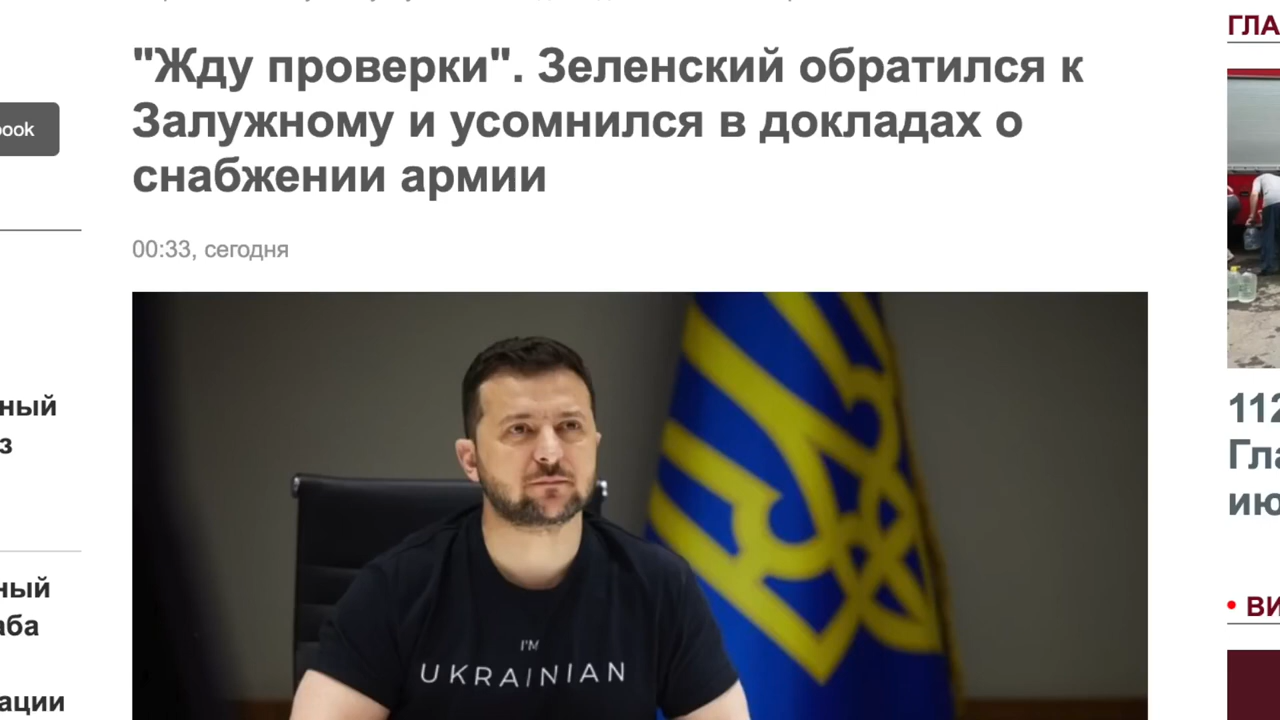 "Жду проверки". Зеленский обратился к
Залужному и усомнился в докладах о
снабжении армии
00:33, сегодня
ook
ный
з
ный
аба
ации
I'M
UKRAINIAN
ГЛА
112
Гла
ию
ВИ